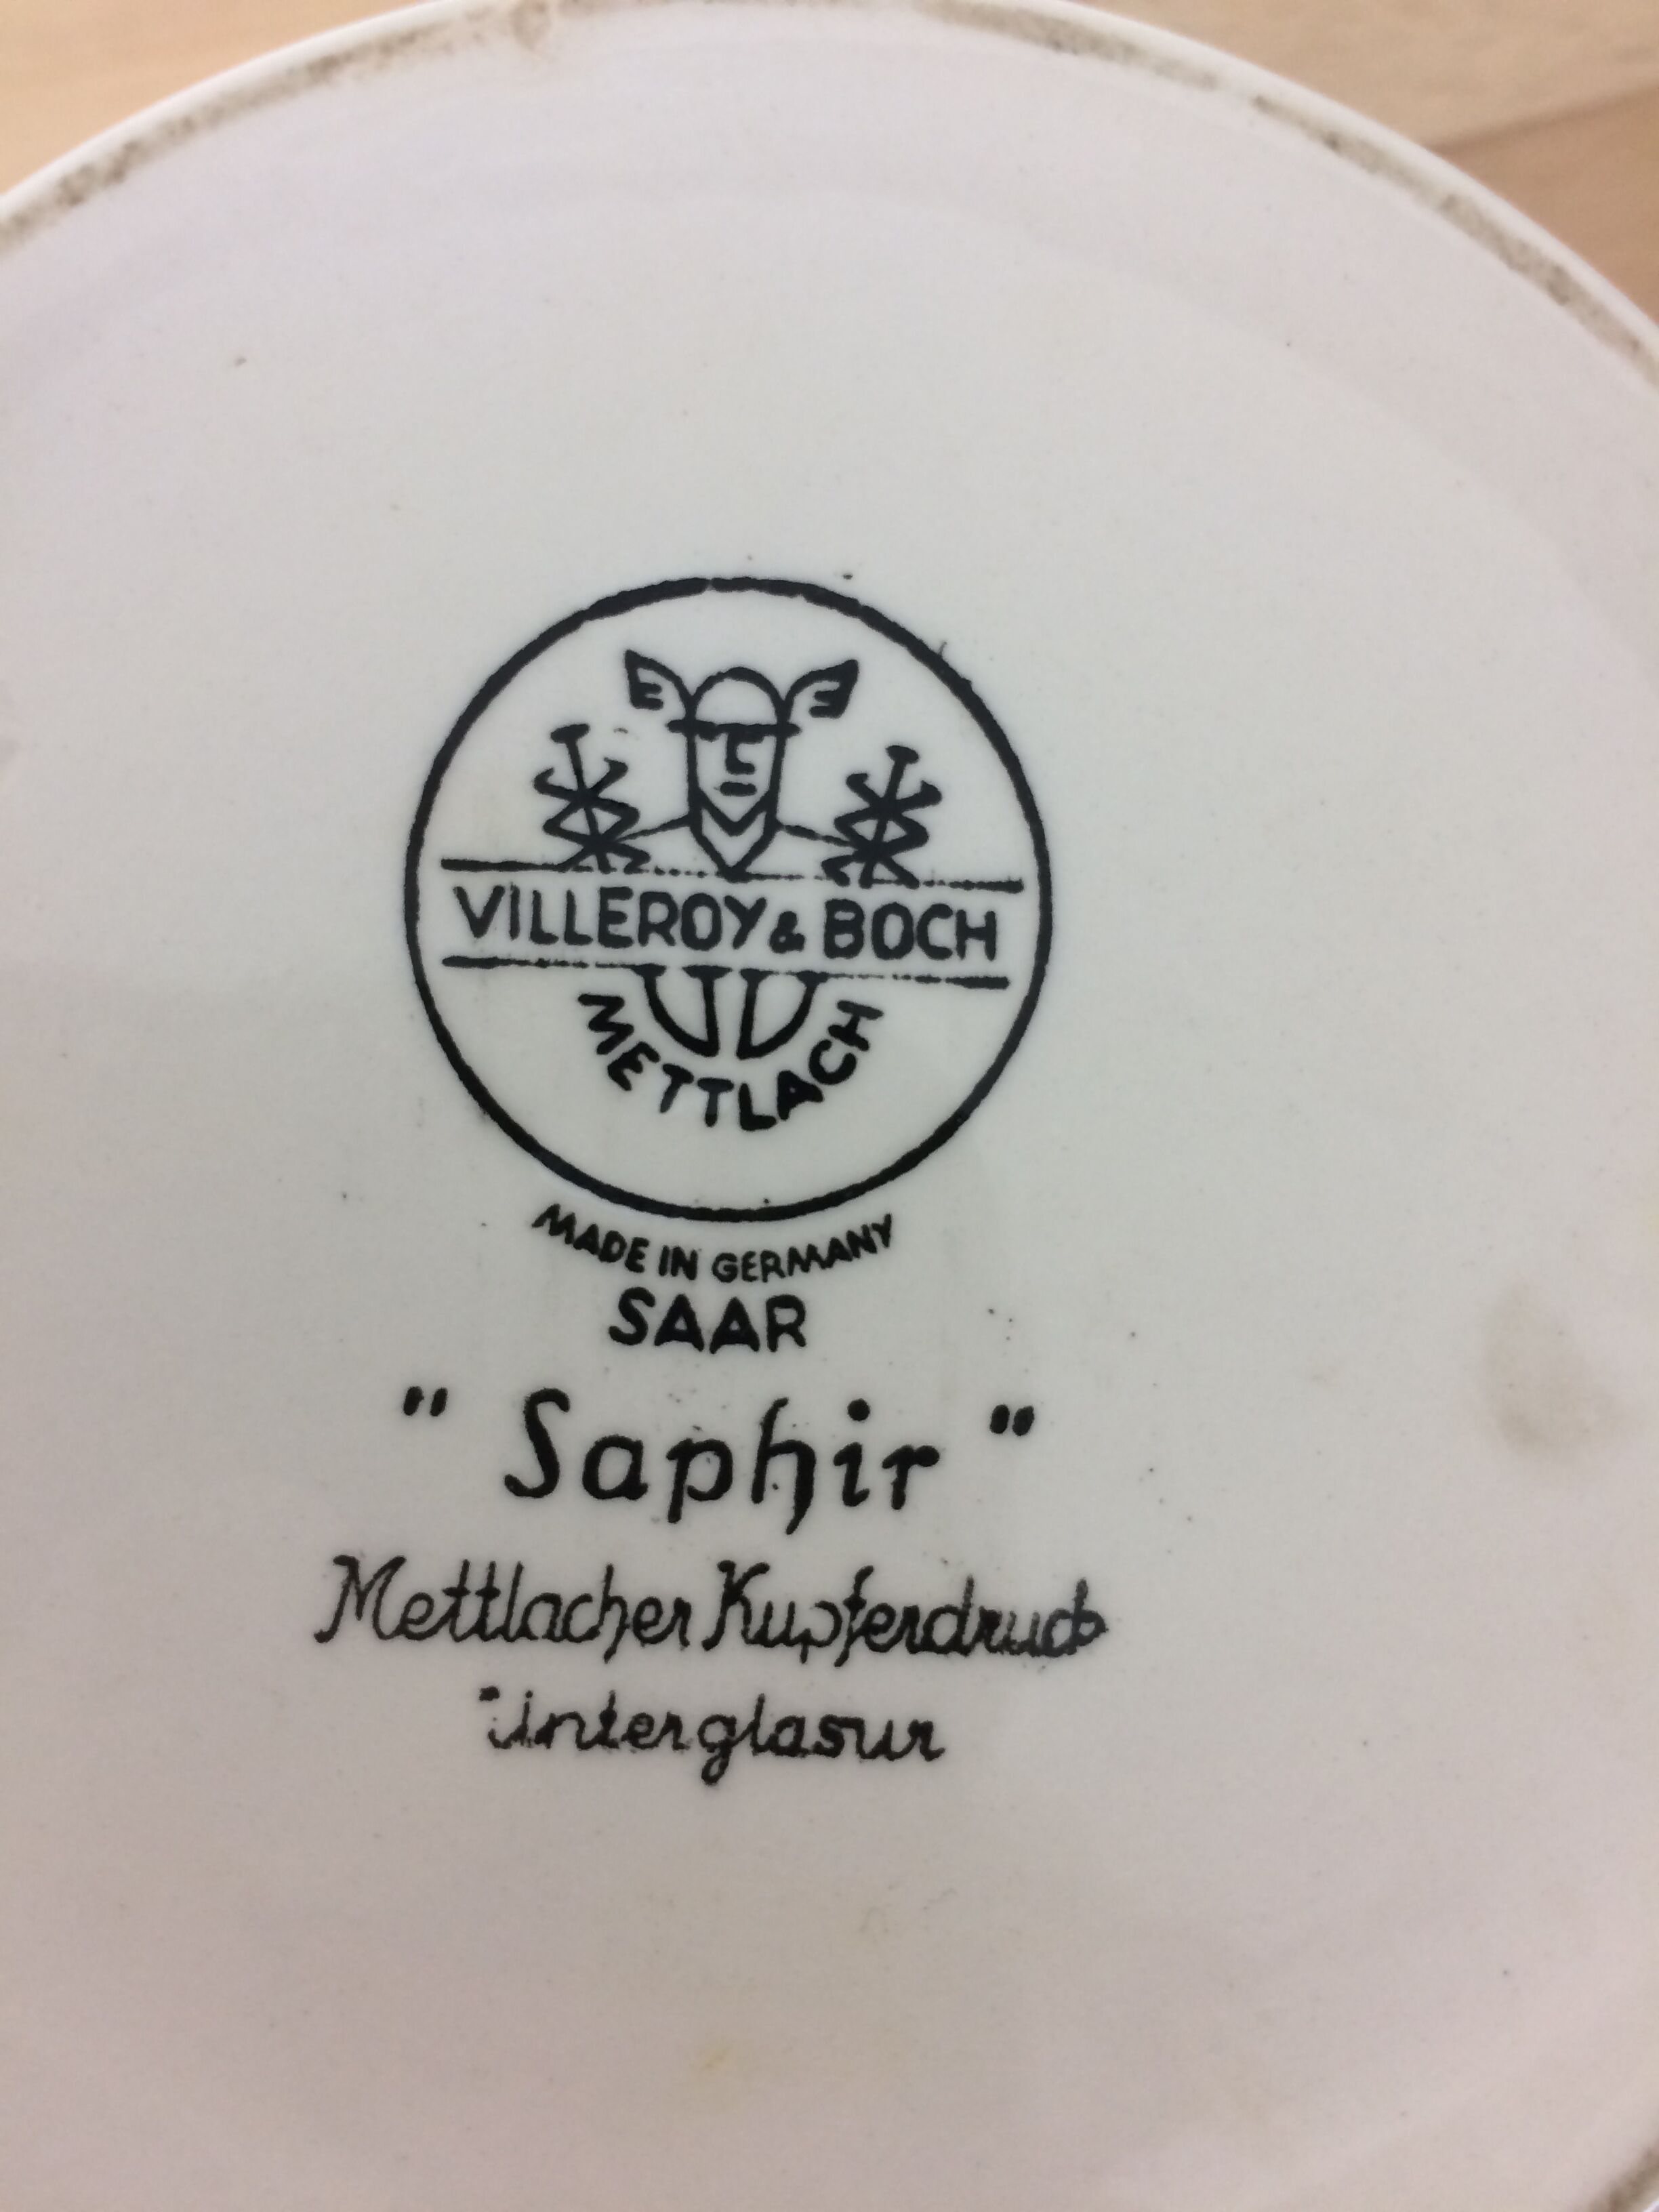 VILLEROY & BOCH
METTLACH
MADE IN GERMANY
SAAR
" Saphir "
Mettlacher Kupferdruck
Unterglasur